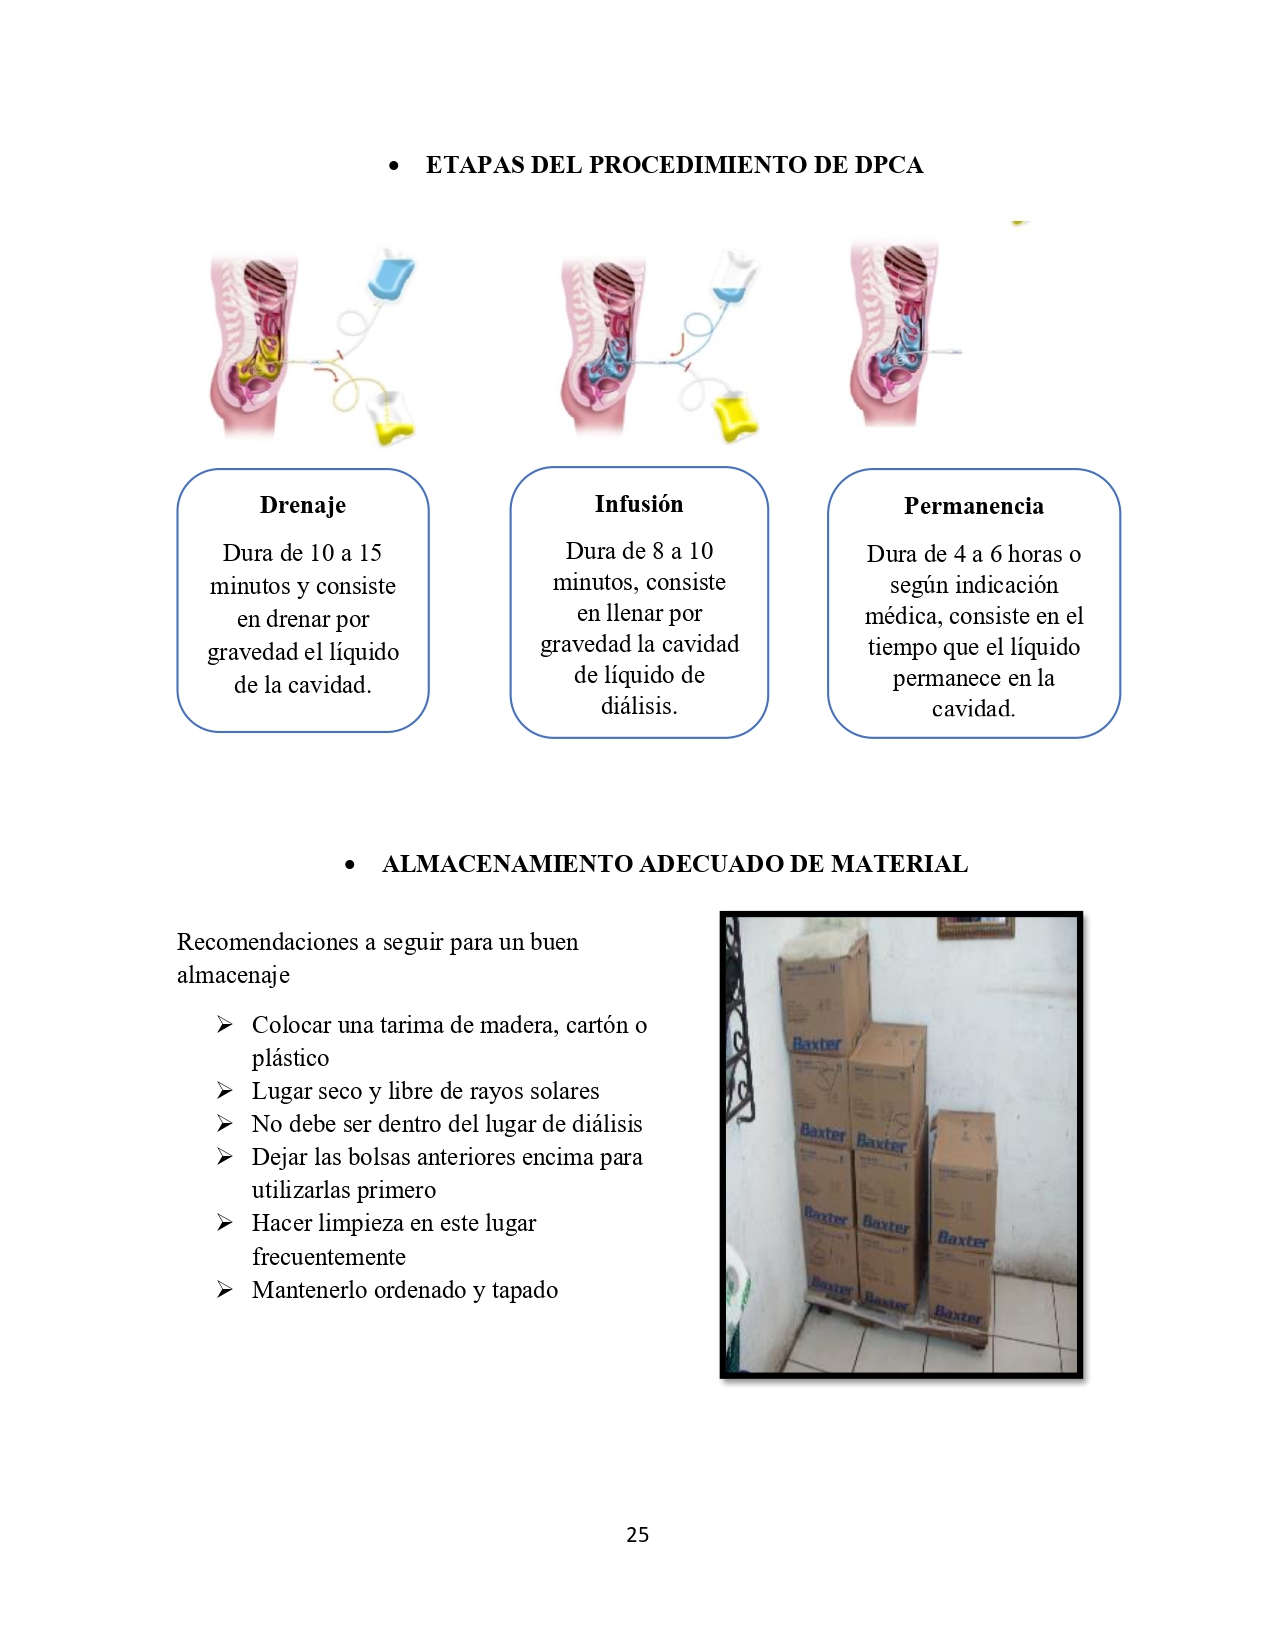 • ETAPAS DEL PROCEDIMIENTO DE DPCA
Drenaje
Dura de 10 a 15
minutos y consiste
en drenar por
gravedad el líquido
de la cavidad.
Infusión
Dura de 8 a 10
minutos, consiste
en llenar por
gravedad la cavidad
de líquido de
diálisis.
Permanencia
Dura de 4 a 6 horas o
según indicación
médica, consiste en el
tiempo que el líquido
permanece en la
cavidad.
• ALMACENAMIENTO ADECUADO DE MATERIAL
Recomendaciones a seguir para un buen
almacenaje
➢ Colocar una tarima de madera, cartón o
plástico
➢ Lugar seco y libre de rayos solares
➢ No debe ser dentro del lugar de diálisis
➢ Dejar las bolsas anteriores encima para
utilizarlas primero
➢ Hacer limpieza en este lugar
frecuentemente
➢ Mantenerlo ordenado y tapado
Baxter
Baxter
Baxter
Baxter
Baxter
Baxter
Baxter
Baxter
Baxter
25